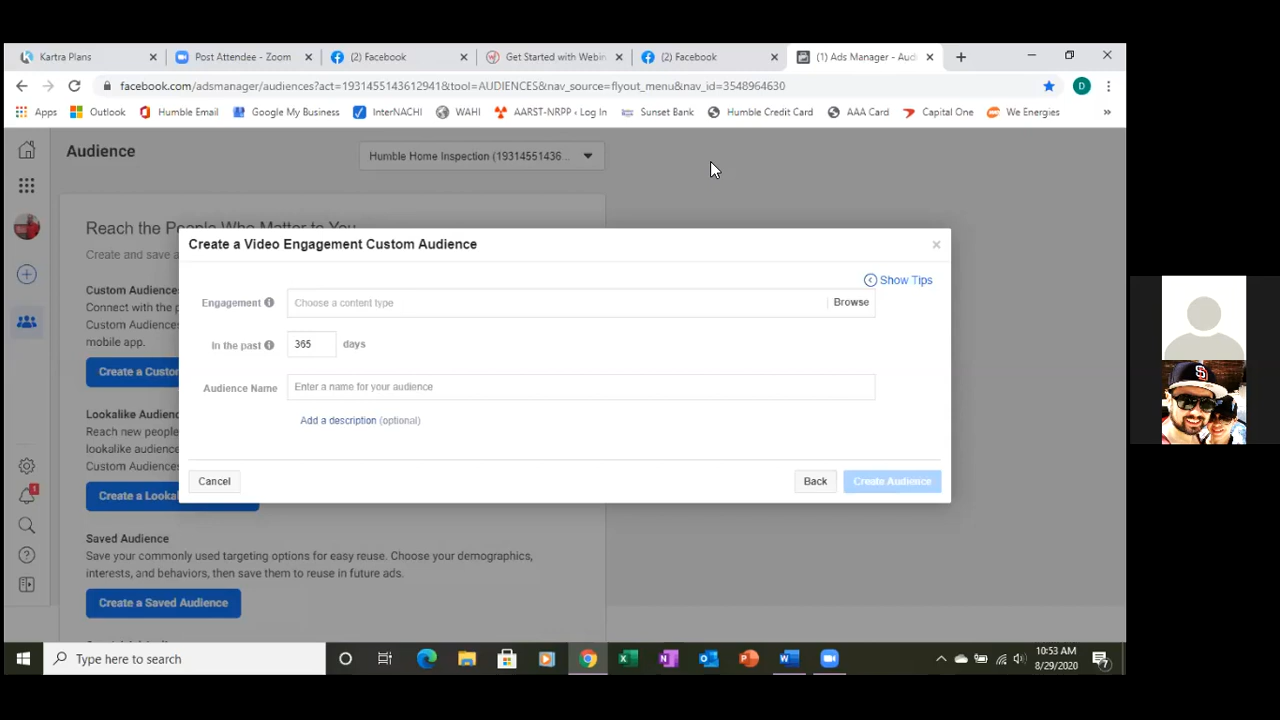 Kartra Plans
Post Attendee - Zoom
(2) Facebook
Get Started with Webin
(2) Facebook
(1) Ads Manager - Audi
facebook.com/adsmanager/audiences?act=1931455143612941&tool=AUDIENCES&nav_source=flyout_menu&nav_id=3548964630
D
Apps
Outlook
Humble Email
Google My Business
InterNACHI
WAHI
AARST-NRPP ‹ Log In
Sunset Bank
Humble Credit Card
AAA Card
Capital One
We Energies
»
Audience
Humble Home Inspection (19314551436 ...
Reach the People Who Matter to You
Create and save a
Custom Audiences
Connect with the p
Custom Audiences
mobile app.
Create a Custo
Lookalike Audienc
Reach new people
lookalike audience
Custom Audiences
Create a Looka
Saved Audience
Save your commonly used targeting options for easy reuse. Choose your demographics,
interests, and behaviors, then save them to reuse in future ads.
Create a Saved Audience
1
Create a Video Engagement Custom Audience
Show Tips
Engagement
Choose a content type
Browse
In the past
365
days
Audience Name
Enter a name for your audience
Add a description (optional)
Cancel
Back
Create Audience
Type here to search
10:53 AM
8/29/2020
7